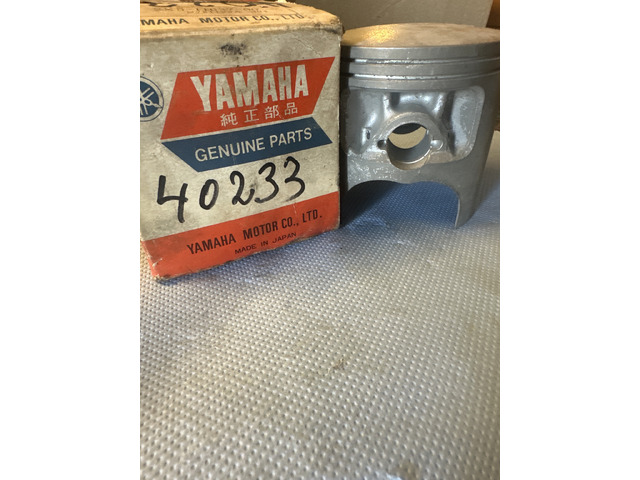 YAMAHA MOTOR CO., LTD.
YAMAHA
純正部品
GENUINE PARTS
40233
YAMAHA MOTOR CO., LTD.
MADE IN JAPAN